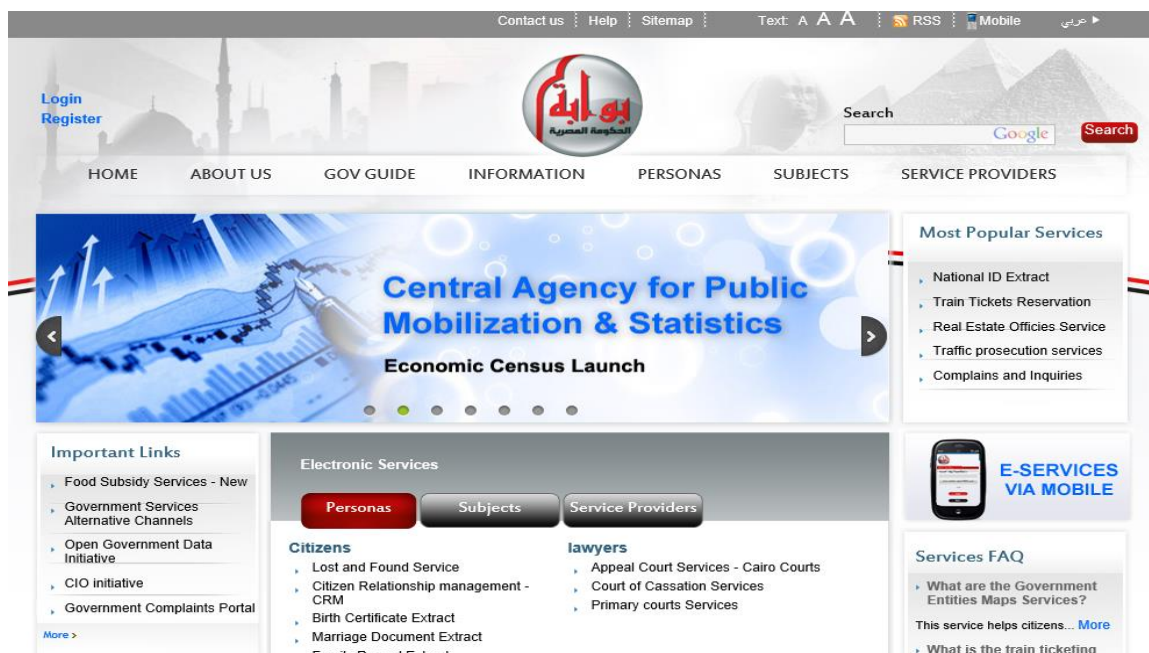 Contact us Help Sitemap Text: A A A RSS Mobile عربي
Login
Register
بوابة
الحكومة المصرية
Search
Google Search
HOME ABOUT US GOV GUIDE INFORMATION PERSONAS SUBJECTS SERVICE PROVIDERS
Central Agency for Public
Mobilization & Statistics
Economic Census Launch
Most Popular Services
National ID Extract
Train Tickets Reservation
Real Estate Officies Service
Traffic prosecution services
Complains and Inquiries
Important Links
Food Subsidy Services - New
Government Services
Alternative Channels
Open Government Data
Initiative
CIO initiative
Government Complaints Portal
More >
Electronic Services
Personas Subjects Service Providers
Citizens
Lost and Found Service
Citizen Relationship management -
CRM
Birth Certificate Extract
Marriage Document Extract
lawyers
Appeal Court Services - Cairo Courts
Court of Cassation Services
Primary courts Services
E-SERVICES
VIA MOBILE
Services FAQ
What are the Government
Entities Maps Services?
This service helps citizens... More
What is the train ticketing